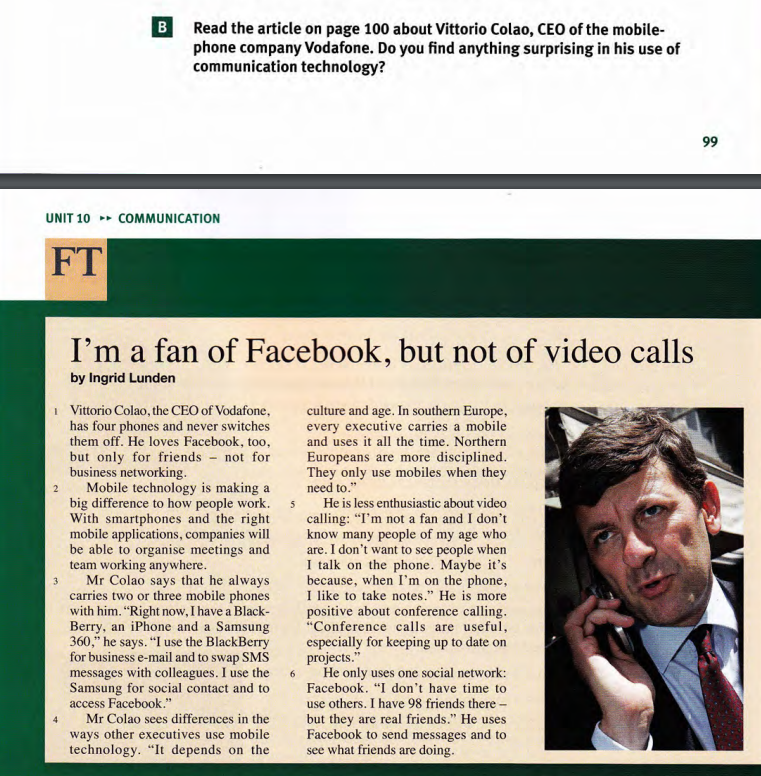 B
Read the article on page 100 about Vittorio Colao, CEO of the mobile-
phone company Vodafone. Do you find anything surprising in his use of
communication technology?
99
UNIT 10 ▸▸ COMMUNICATION
FT
I'm a fan of Facebook, but not of video calls
by Ingrid Lunden
1 Vittorio Colao, the CEO of Vodafone,
has four phones and never switches
them off. He loves Facebook, too,
but only for friends – not for
business networking.
2 Mobile technology is making a
big difference to how people work.
With smartphones and the right
mobile applications, companies will
be able to organise meetings and
team working anywhere.
3 Mr Colao says that he always
carries two or three mobile phones
with him. "Right now, I have a Black-
Berry, an iPhone and a Samsung
360," he says. "I use the BlackBerry
for business e-mail and to swap SMS
messages with colleagues. I use the
Samsung for social contact and to
access Facebook."
4 Mr Colao sees differences in the
ways other executives use mobile
technology. "It depends on the
culture and age. In southern Europe,
every executive carries a mobile
and uses it all the time. Northern
Europeans are more disciplined.
They only use mobiles when they
need to."
5 He is less enthusiastic about video
calling: "I'm not a fan and I don't
know many people of my age who
are. I don't want to see people when
I talk on the phone. Maybe it's
because, when I'm on the phone,
I like to take notes." He is more
positive about conference calling.
"Conference calls are useful,
especially for keeping up to date on
projects."
6 He only uses one social network:
Facebook. "I don't have time to
use others. I have 98 friends there –
but they are real friends." He uses
Facebook to send messages and to
see what friends are doing.